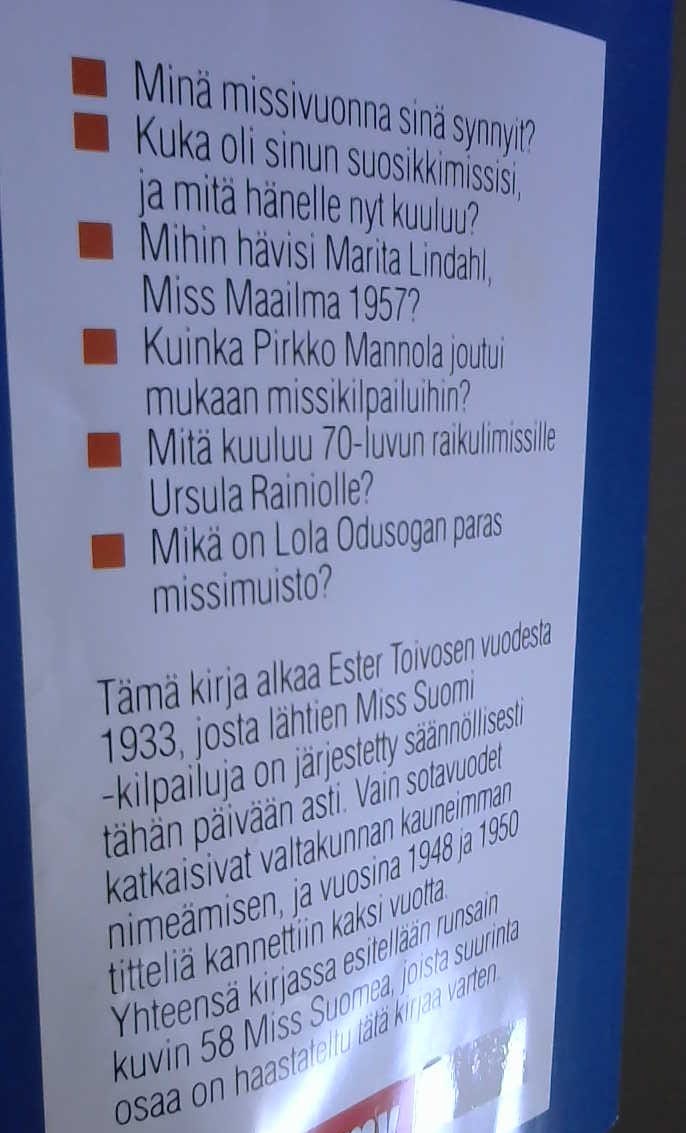 Minä missivuonna sinä synnyit?
Kuka oli sinun suosikkimissisi,
ja mitä hänelle nyt kuuluu?
Mihin hävisi Marita Lindahl,
Miss Maailma 1957?
Kuinka Pirkko Mannola joutui
mukaan missikilpailuihin?
Mitä kuuluu 70-luvun raikulimissille
Ursula Rainiolle?
Mikä on Lola Odusogan paras
missimuisto?
Tämä kirja alkaa Ester Toivosen vuodesta
1933, josta lähtien Miss Suomi
-kilpailuja on järjestetty säännöllisesti
tähän päivään asti. Vain sotavuodet
katkaisivat valtakunnan kauneimman
nimeämisen, ja vuosina 1948 ja 1950
titteliä kannettiin kaksi vuotta.
Yhteensä kirjassa esitellään runsain
kuvin 58 Miss Suomea, joista suurinta
osaa on haastateltu tätä kirjaa varten.